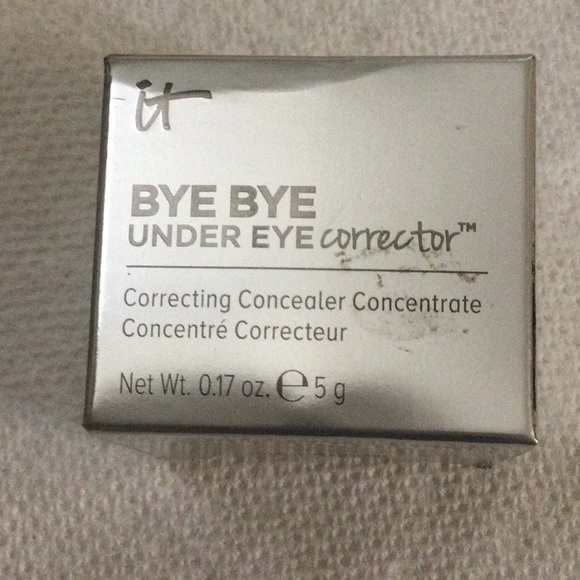 it
BYE BYE
UNDER EYE corrector™
Correcting Concealer Concentrate
Concentré Correcteur
Net Wt. 0.17 oz. ℮ 5 g